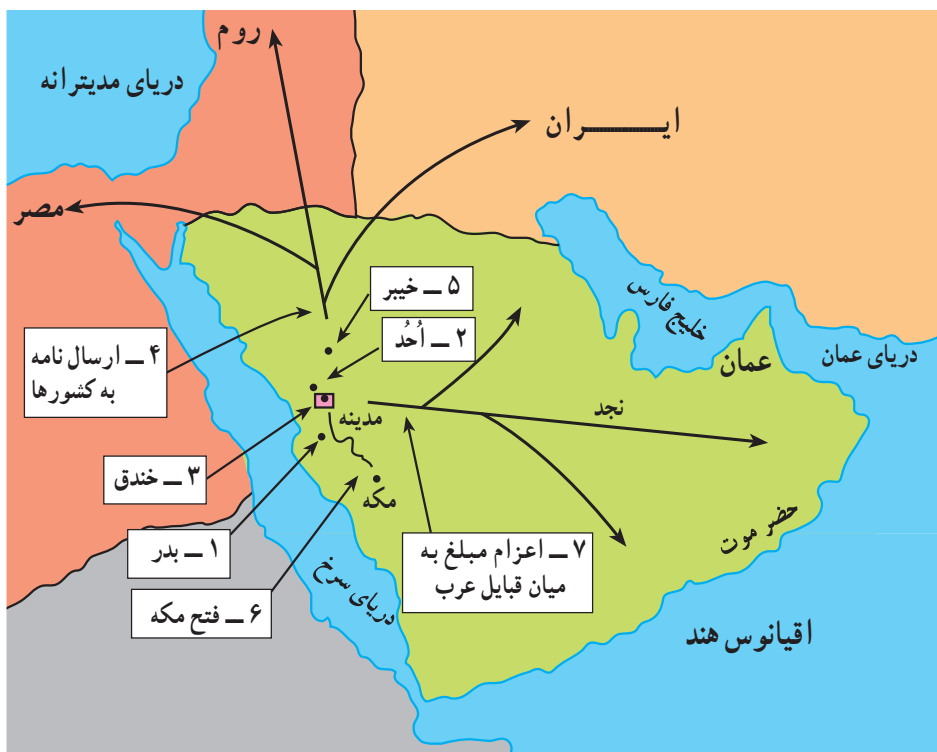 روم
دریای مدیترانه
ایـــــــران
مصر
خلیج فارس
۵ ــ خیبر
۲ ــ اُحُد
۴ ــ ارسال نامه
به کشورها
عمان
دریای عمان
نجد
مدینه
۳ ــ خندق
مکه
حضر موت
۱ ــ بدر
۷ ــ اعزام مبلغ به
میان قبایل عرب
دریای سرخ
۶ ــ فتح مکه
اقیانوس هند